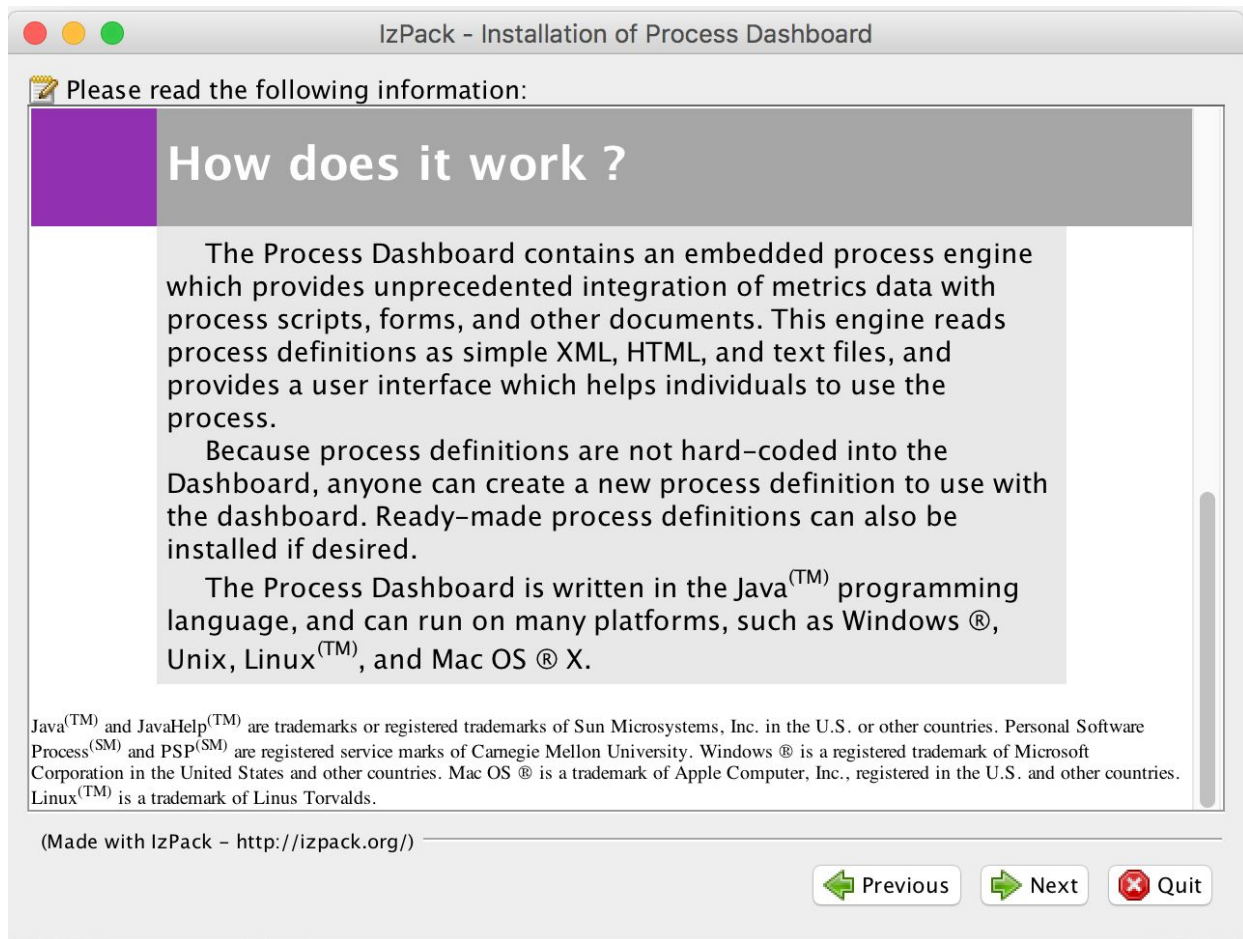 IzPack - Installation of Process Dashboard
Please read the following information:
How does it work ?
The Process Dashboard contains an embedded process engine
which provides unprecedented integration of metrics data with
process scripts, forms, and other documents. This engine reads
process definitions as simple XML, HTML, and text files, and
provides a user interface which helps individuals to use the
process.
Because process definitions are not hard-coded into the
Dashboard, anyone can create a new process definition to use with
the dashboard. Ready-made process definitions can also be
installed if desired.
The Process Dashboard is written in the Java(TM) programming
language, and can run on many platforms, such as Windows ®,
Unix, Linux(TM), and Mac OS ® X.
Java(TM) and JavaHelp(TM) are trademarks or registered trademarks of Sun Microsystems, Inc. in the U.S. or other countries. Personal Software
Process(SM) and PSP(SM) are registered service marks of Carnegie Mellon University. Windows ® is a registered trademark of Microsoft
Corporation in the United States and other countries. Mac OS ® is a trademark of Apple Computer, Inc., registered in the U.S. and other countries.
Linux(TM) is a trademark of Linus Torvalds.
(Made with IzPack - http://izpack.org/)
Previous Next Quit